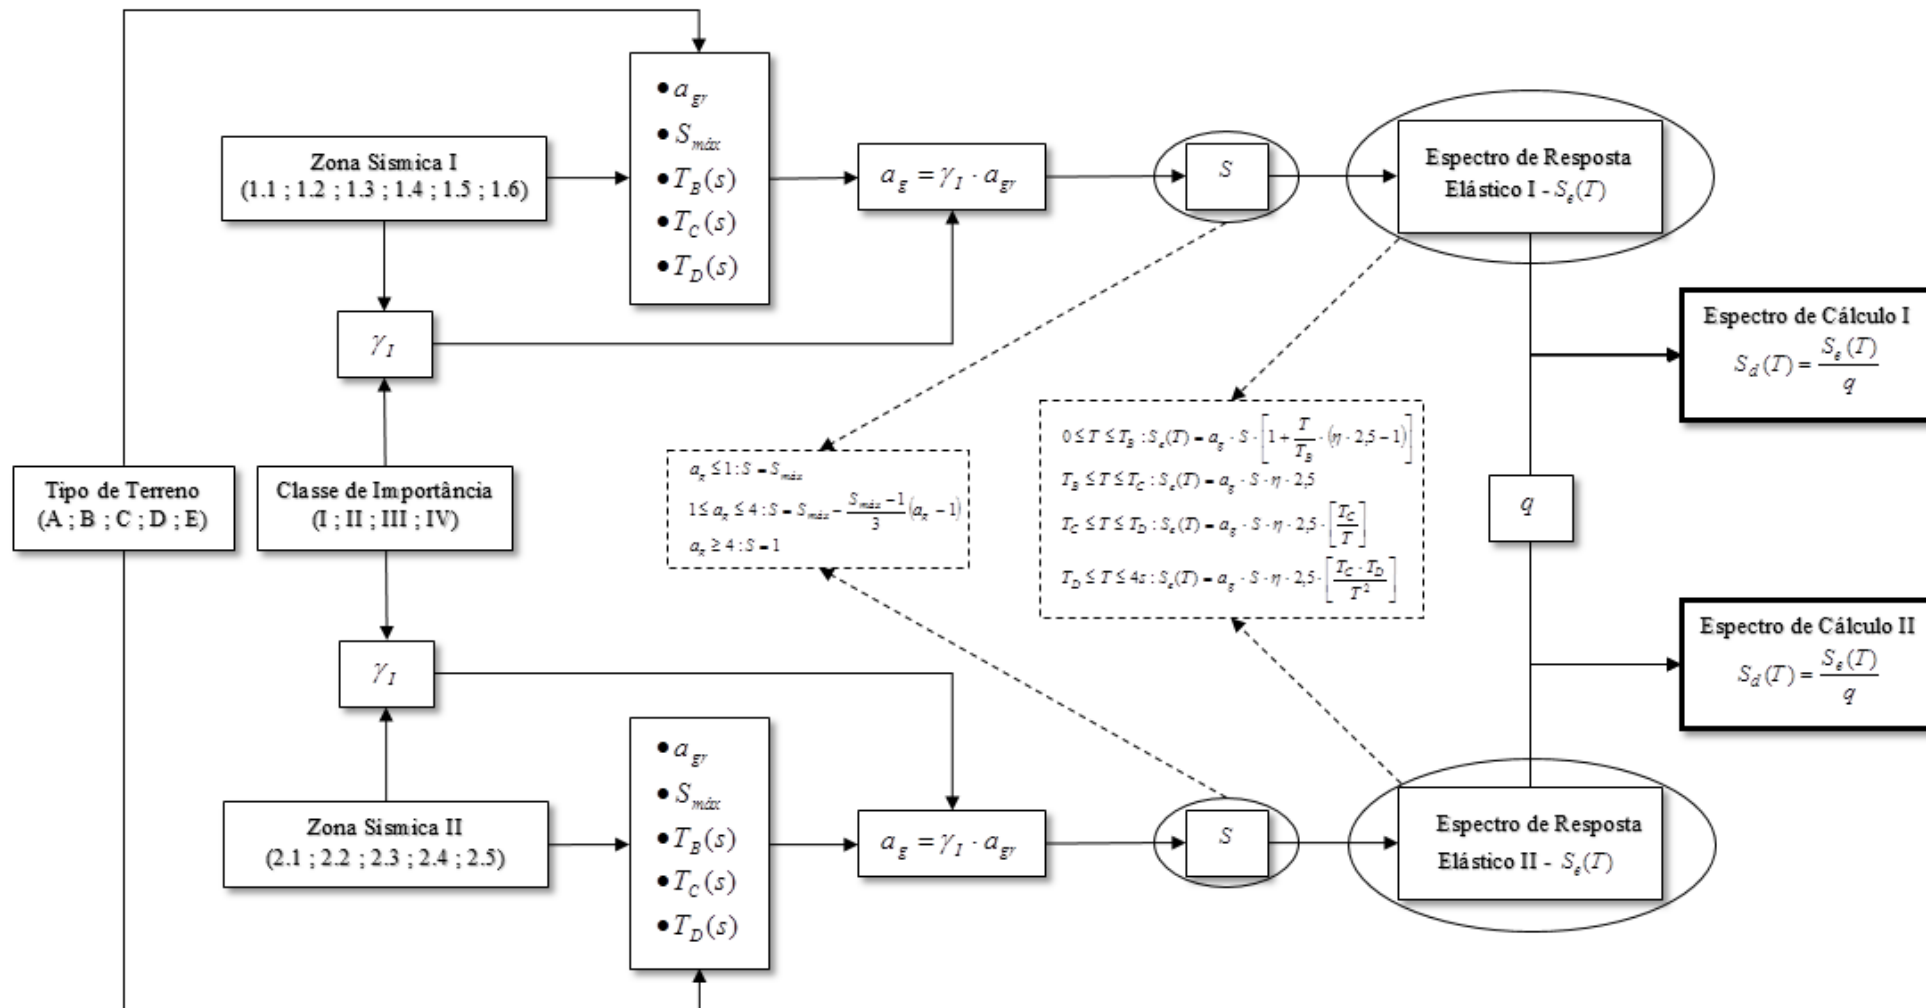 Zona Sísmica I
(1.1 ; 1.2 ; 1.3 ; 1.4 ; 1.5 ; 1.6)
• a_gr
• S_máx
• T_B(s)
• T_C(s)
• T_D(s)
a_g = γ_I · a_gr
S
Espectro de Resposta
Elástico I - S_e(T)
γ_I
Espectro de Cálculo I
S_d(T) = S_e(T)/q
Tipo de Terreno
(A ; B ; C ; D ; E)
Classe de Importância
(I ; II ; III ; IV)
a_g ≤ 1 : S = S_máx
1 ≤ a_g ≤ 4 : S = S_máx − (S_máx − 1)/3 (a_g − 1)
a_g ≥ 4 : S = 1
0 ≤ T ≤ T_B : S_e(T) = a_g · S · [1 + T/T_B · (η · 2,5 − 1)]
T_B ≤ T ≤ T_C : S_e(T) = a_g · S · η · 2,5
T_C ≤ T ≤ T_D : S_e(T) = a_g · S · η · 2,5 · [T_C/T]
T_D ≤ T ≤ 4s : S_e(T) = a_g · S · η · 2,5 · [T_C · T_D/T²]
q
γ_I
Espectro de Cálculo II
S_d(T) = S_e(T)/q
Zona Sísmica II
(2.1 ; 2.2 ; 2.3 ; 2.4 ; 2.5)
• a_gr
• S_máx
• T_B(s)
• T_C(s)
• T_D(s)
a_g = γ_I · a_gr
S
Espectro de Resposta
Elástico II - S_e(T)